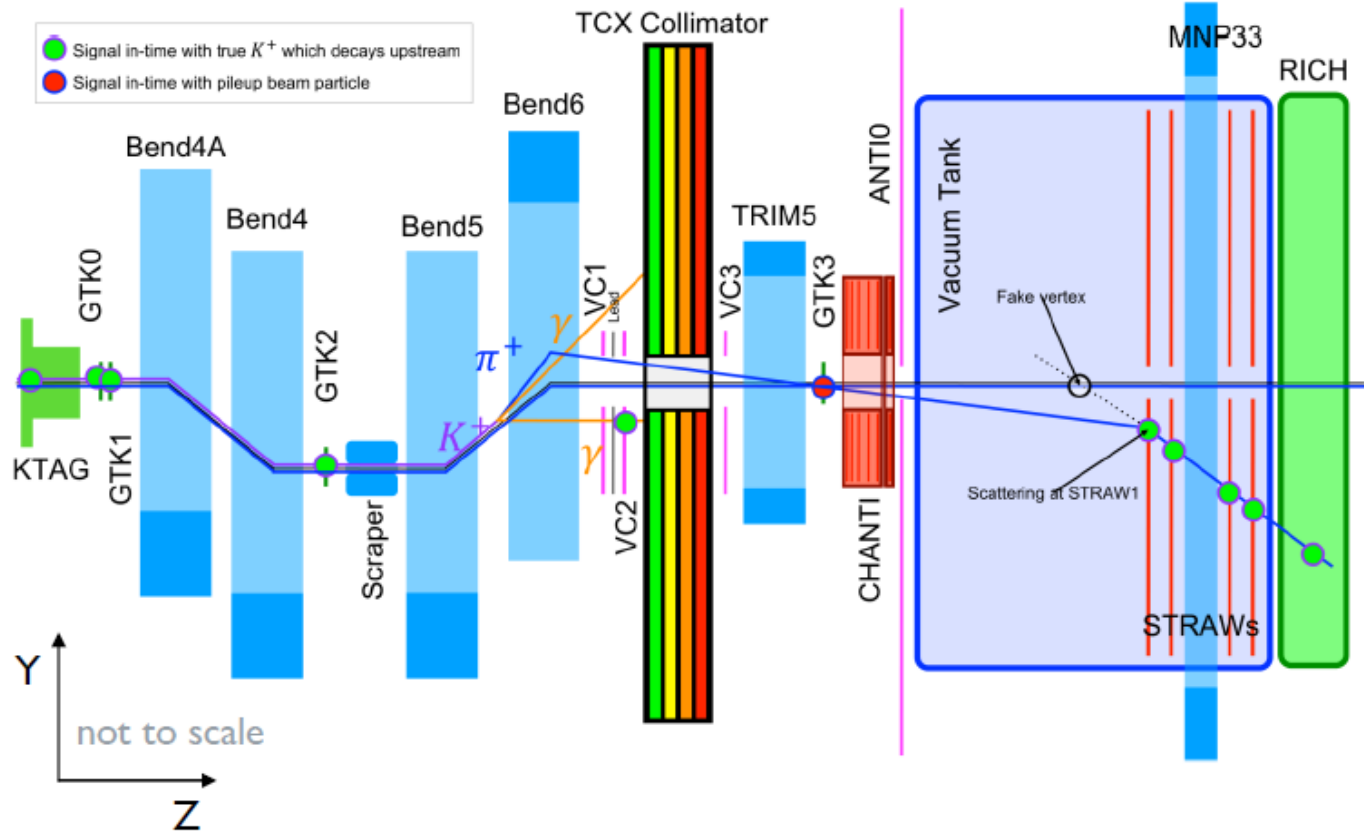 TCX Collimator
Signal in-time with true K⁺ which decays upstream
Signal in-time with pileup beam particle
MNP33
RICH
Bend6
Bend4A
ANTI0
Vacuum Tank
Bend4
Bend5
TRIM5
GTK0
GTK2
VC1
Lead
VC3
GTK3
Fake vertex
γ
π⁺
K⁺
γ
KTAG
GTK1
Scraper
VC2
CHANTI
Scattering at STRAW1
STRAWs
Y
not to scale
Z